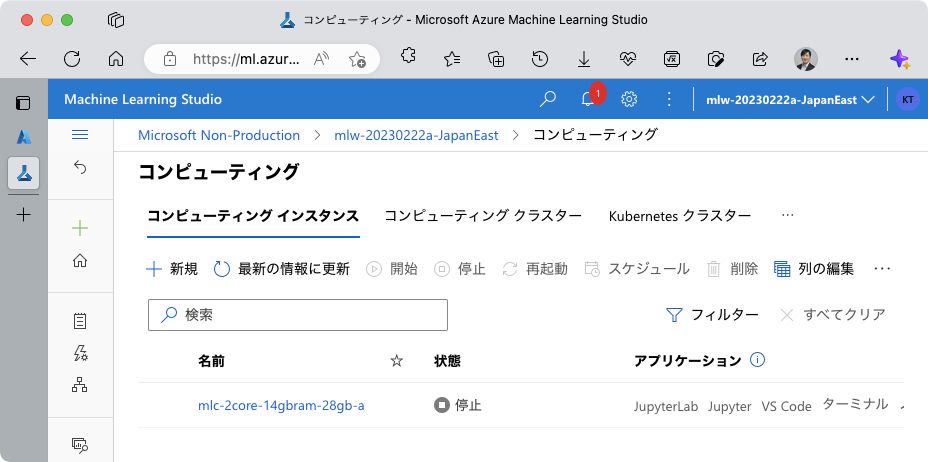 コンピューティング - Microsoft Azure Machine Learning Studio
https://ml.azur...
Machine Learning Studio
1
mlw-20230222a-JapanEast
KT
Microsoft Non-Production > mlw-20230222a-JapanEast > コンピューティング
コンピューティング
コンピューティング インスタンス コンピューティング クラスター Kubernetes クラスター ...
新規 最新の情報に更新 開始 停止 再起動 スケジュール 削除 列の編集 ...
検索 フィルター すべてクリア
名前 状態 アプリケーション
mlc-2core-14gbram-28gb-a 停止 JupyterLab Jupyter VS Code ターミナル